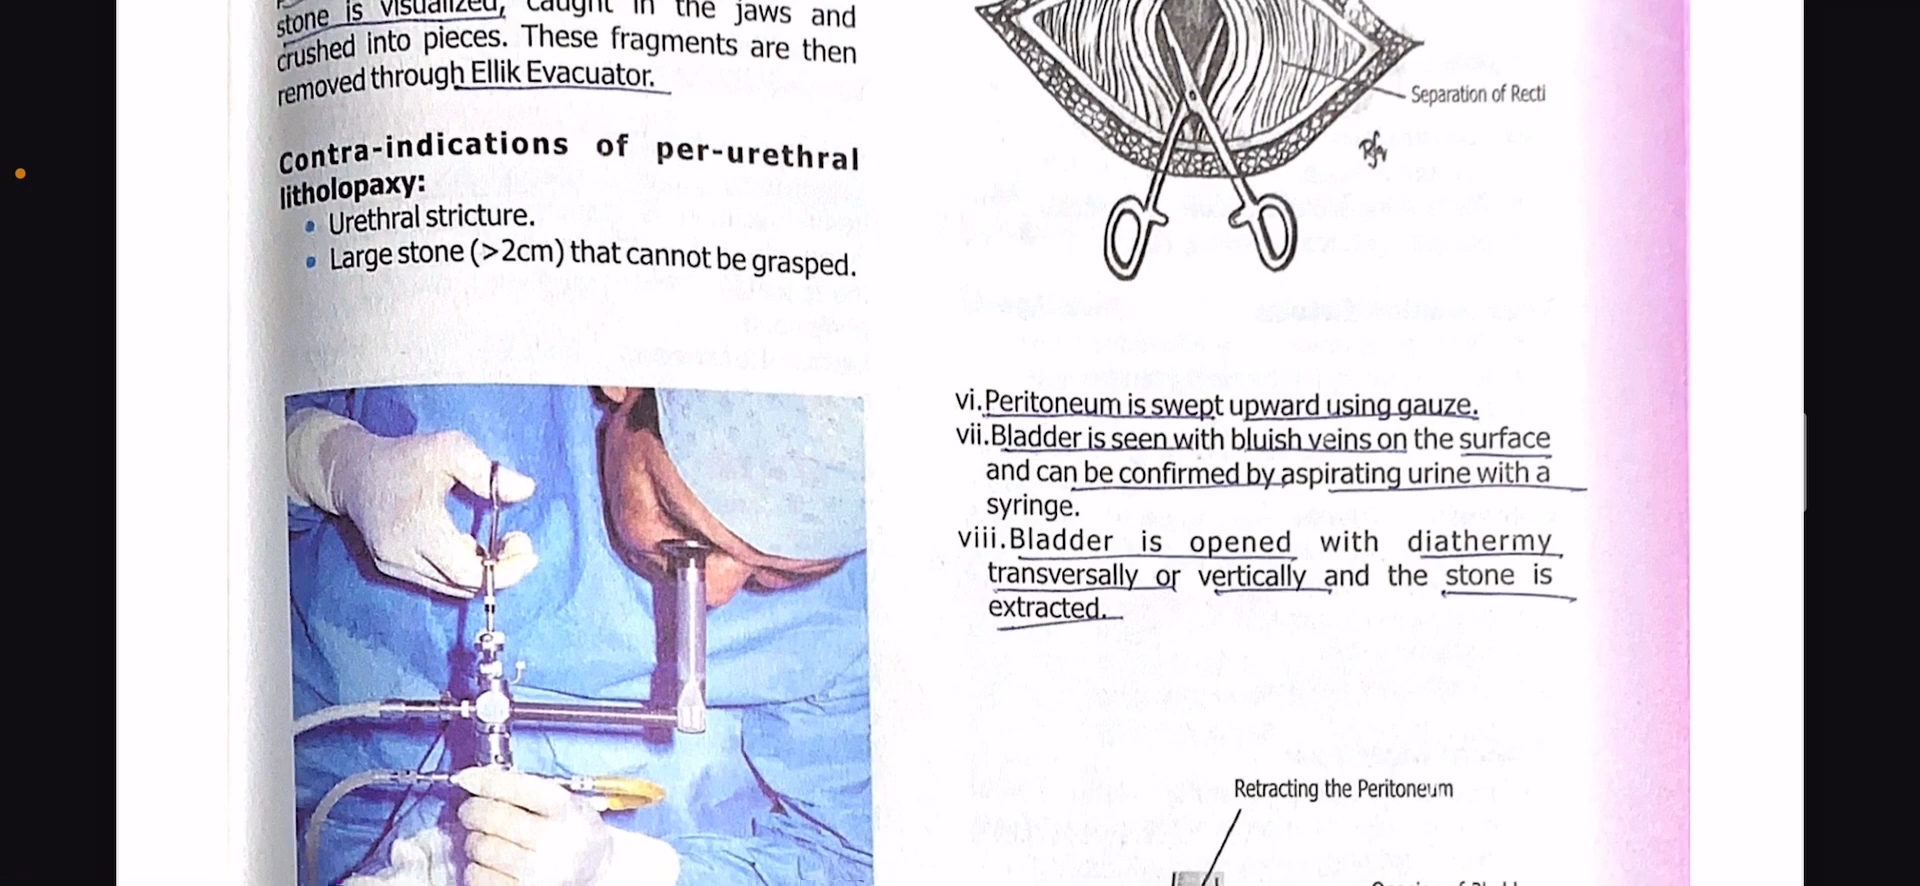 stone is visualized, caught in the jaws and
crushed into pieces. These fragments are then
removed through Ellik Evacuator.
Contra-indications of per-urethral
litholopaxy:
• Urethral stricture.
• Large stone (>2cm) that cannot be grasped.
Separation of Recti
vi.Peritoneum is swept upward using gauze.
vii.Bladder is seen with bluish veins on the surface
and can be confirmed by aspirating urine with a
syringe.
viii.Bladder is opened with diathermy
transversally or vertically and the stone is
extracted.
Retracting the Peritoneum